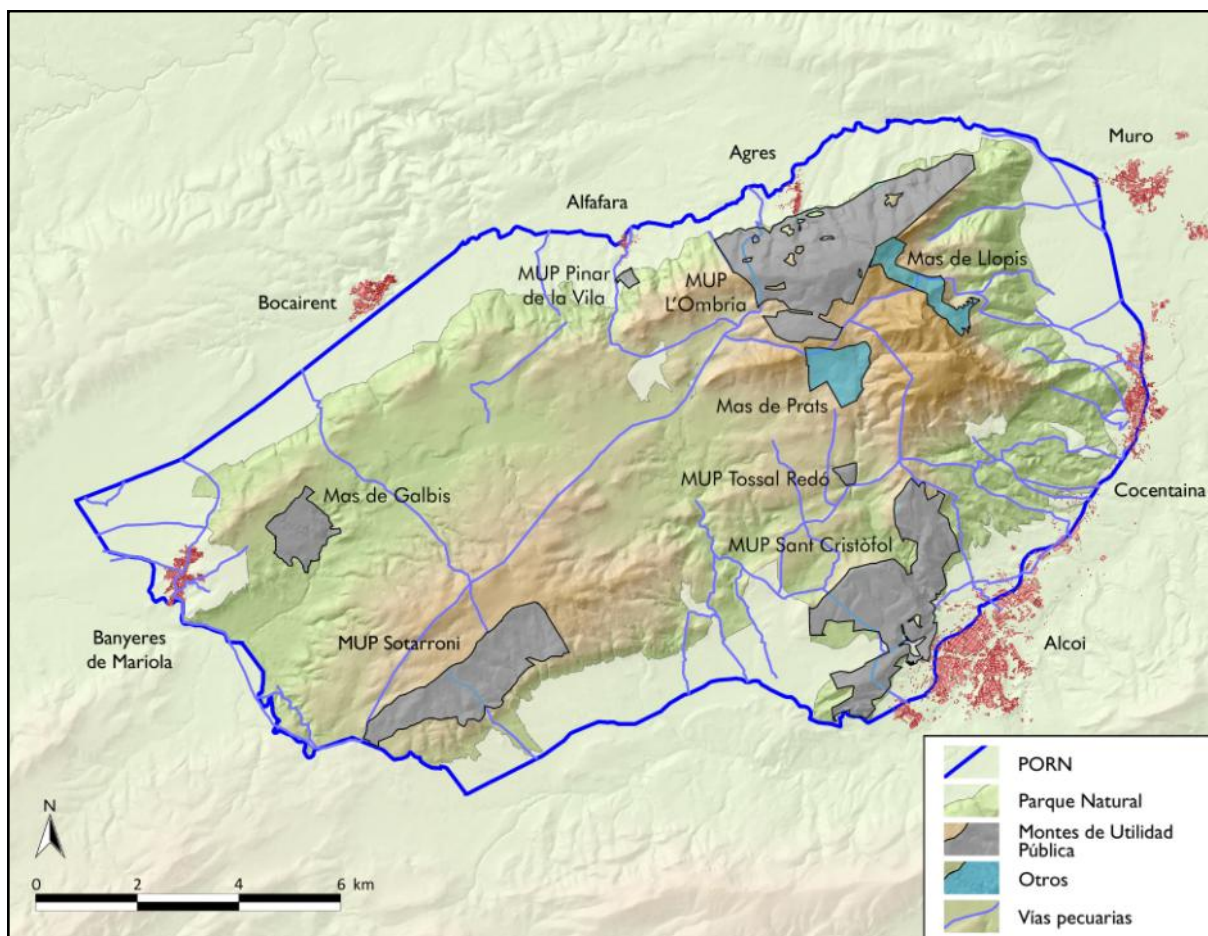 Muro
Agres
Alfafara
MUP Pinar
de la Vila
MUP
L'Ombria
Mas de Llopis
Bocairent
Mas de Prats
MUP Tossal Redó
Mas de Galbis
Cocentaina
MUP Sant Cristòfol
Banyeres
de Mariola
MUP Sotarroni
Alcoi
N
0 2 4 6 km
PORN
Parque Natural
Montes de Utilidad
Pública
Otros
Vías pecuarias